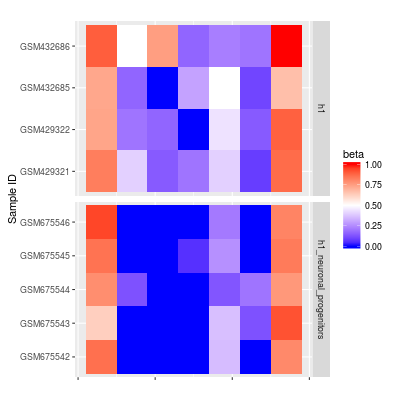 GSM432686
GSM432685
GSM429322
GSM429321
h1
GSM675546
GSM675545
GSM675544
GSM675543
GSM675542
h1_neuronal_progenitors
Sample ID
beta
1.00
0.75
0.50
0.25
0.00